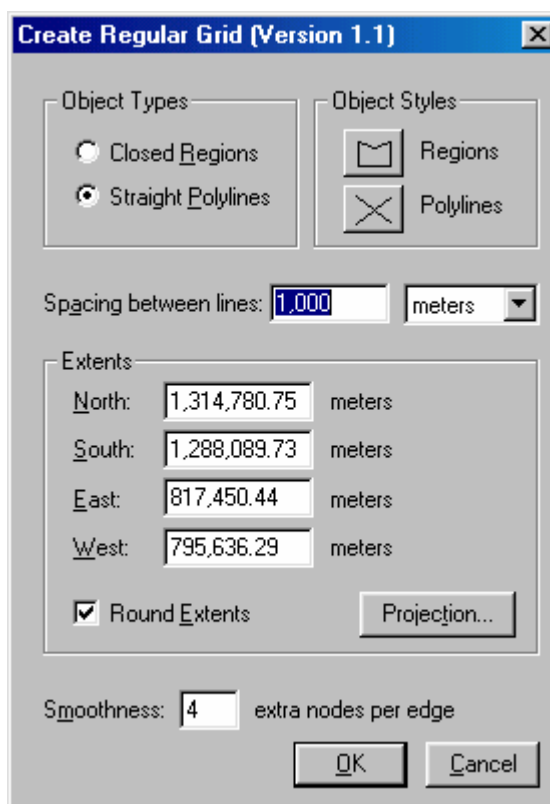 Create Regular Grid (Version 1.1)
Object Types
Closed Regions
Straight Polylines
Object Styles
Regions
Polylines
Spacing between lines: 1,000 meters
Extents
North: 1,314,780.75 meters
South: 1,288,089.73 meters
East: 817,450.44 meters
West: 795,636.29 meters
Round Extents Projection...
Smoothness: 4 extra nodes per edge
OK Cancel